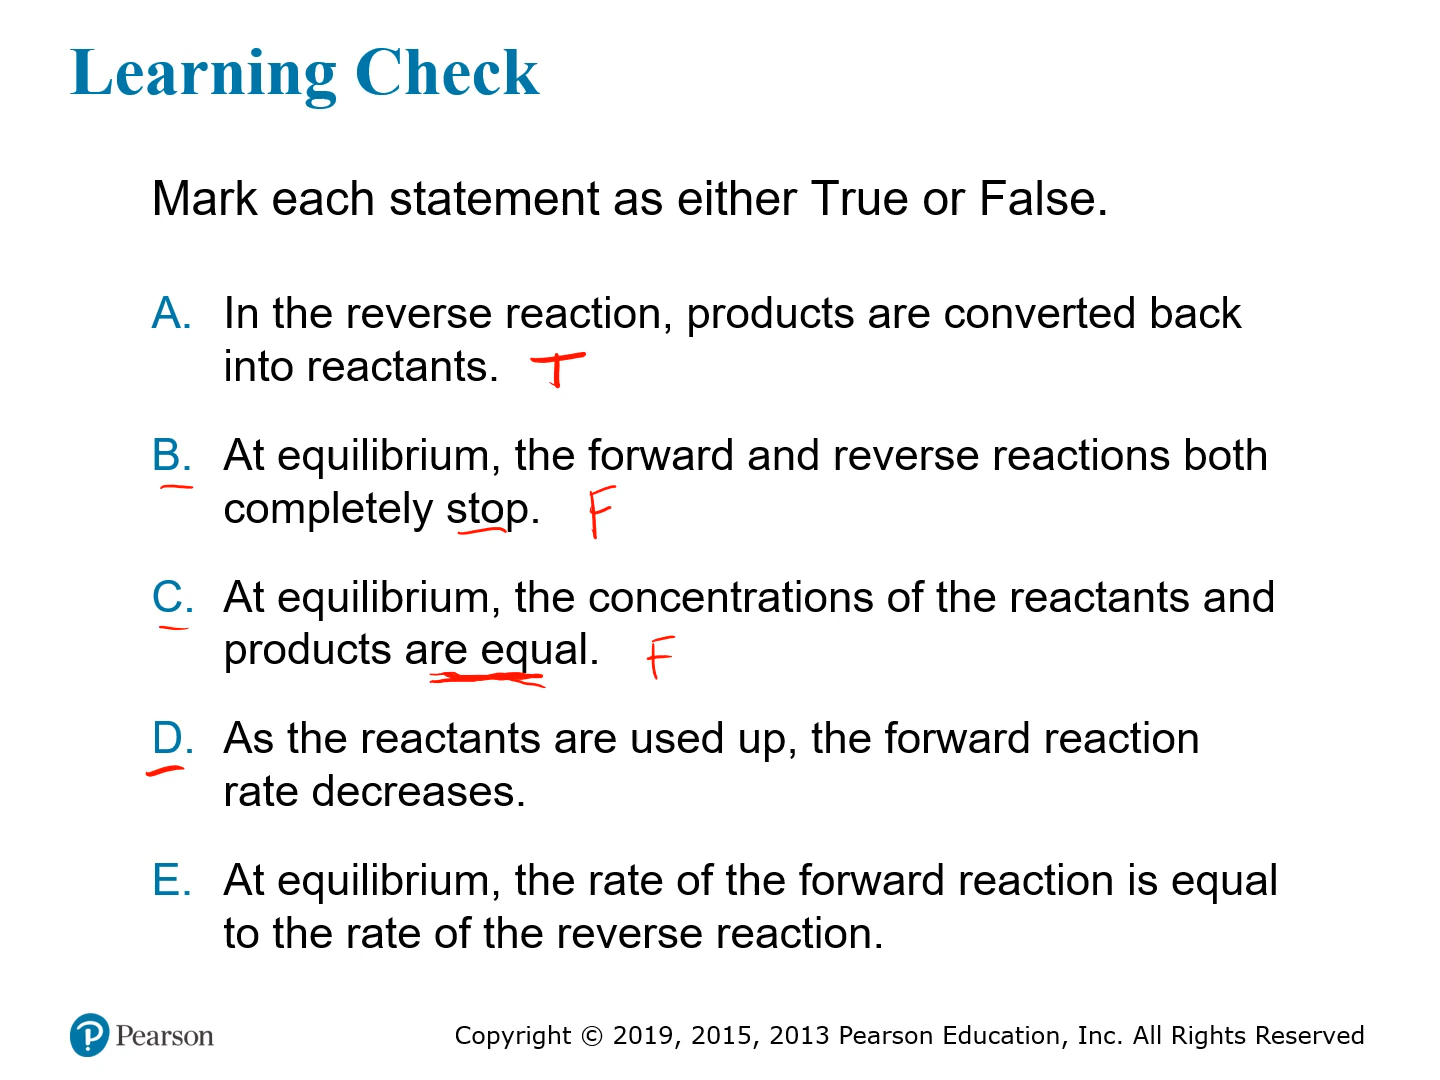 Learning Check
Mark each statement as either True or False.
A. In the reverse reaction, products are converted back
into reactants. T
B. At equilibrium, the forward and reverse reactions both
completely stop. F
C. At equilibrium, the concentrations of the reactants and
products are equal. F
D. As the reactants are used up, the forward reaction
rate decreases.
E. At equilibrium, the rate of the forward reaction is equal
to the rate of the reverse reaction.
P Pearson Copyright © 2019, 2015, 2013 Pearson Education, Inc. All Rights Reserved